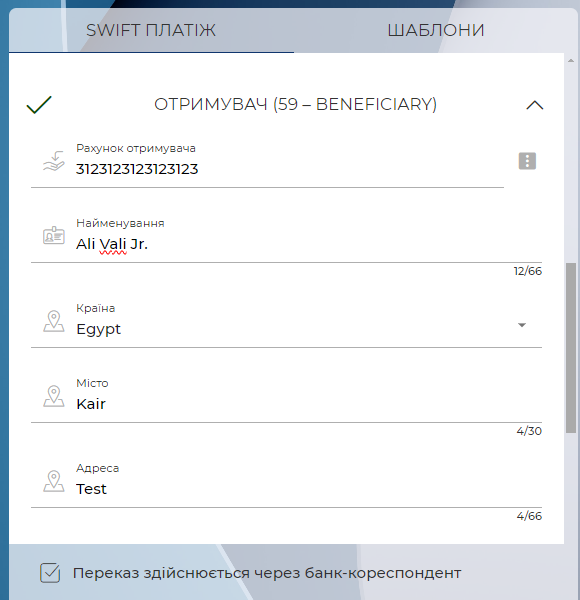 SWIFT ПЛАТІЖ
ШАБЛОНИ
ОТРИМУВАЧ (59 – BENEFICIARY)
Рахунок отримувача
3123123123123123
Найменування
Ali Vali Jr.
12/66
Країна
Egypt
Місто
Kair
4/30
Адреса
Test
4/66
Переказ здійснюється через банк-кореспондент